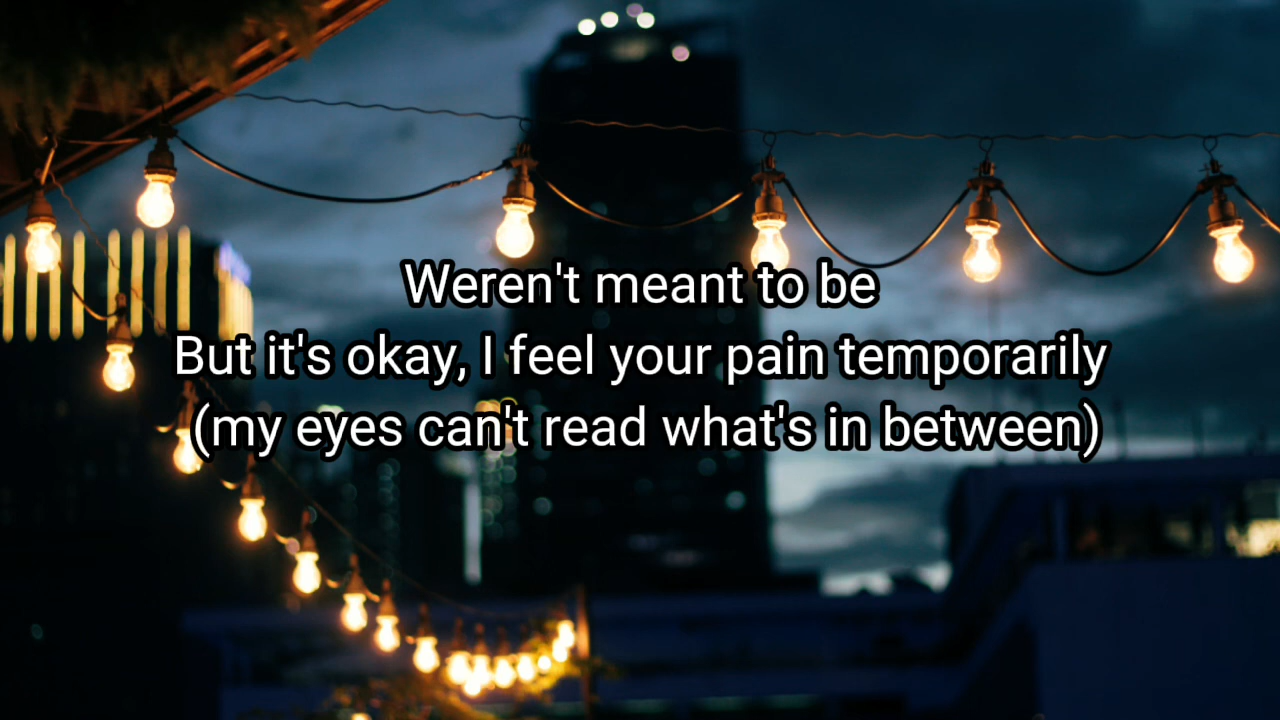 Weren't meant to be
But it's okay, I feel your pain temporarily
(my eyes can't read what's in between)